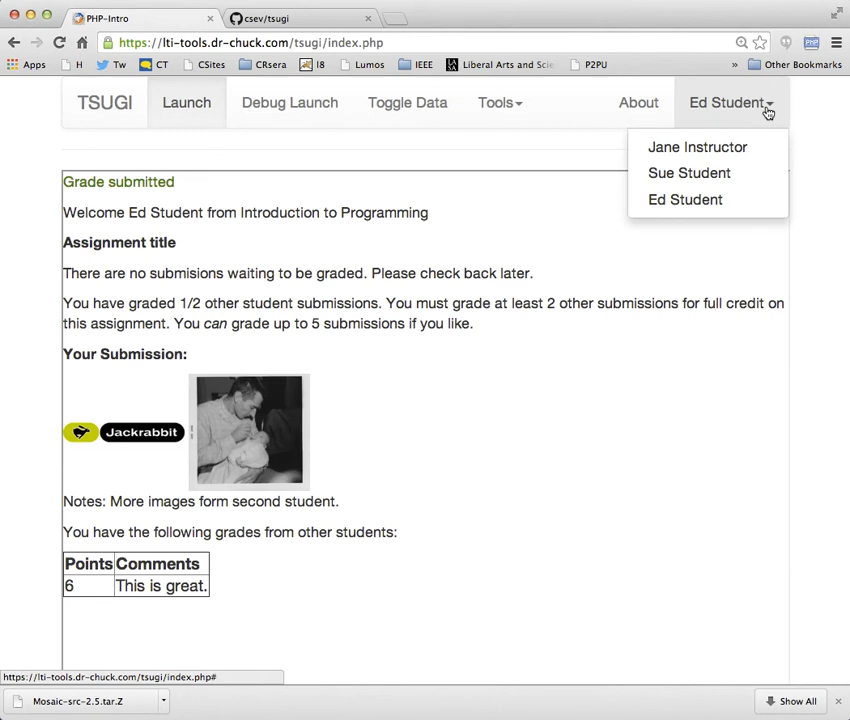 PHP-Intro
csev/tsugi
https://lti-tools.dr-chuck.com/tsugi/index.php
Apps H Tw CT CSites CRsera I8 Lumos IEEE Liberal Arts and Scie P2PU » Other Bookmarks
TSUGI Launch Debug Launch Toggle Data Tools About Ed Student
Jane Instructor
Sue Student
Ed Student
Grade submitted
Welcome Ed Student from Introduction to Programming
Assignment title
There are no submisions waiting to be graded. Please check back later.
You have graded 1/2 other student submissions. You must grade at least 2 other submissions for full credit on
this assignment. You can grade up to 5 submissions if you like.
Your Submission:
Jackrabbit
Notes: More images form second student.
You have the following grades from other students:
Points Comments
6 This is great.
https://lti-tools.dr-chuck.com/tsugi/index.php#
Mosaic-src-2.5.tar.Z Show All